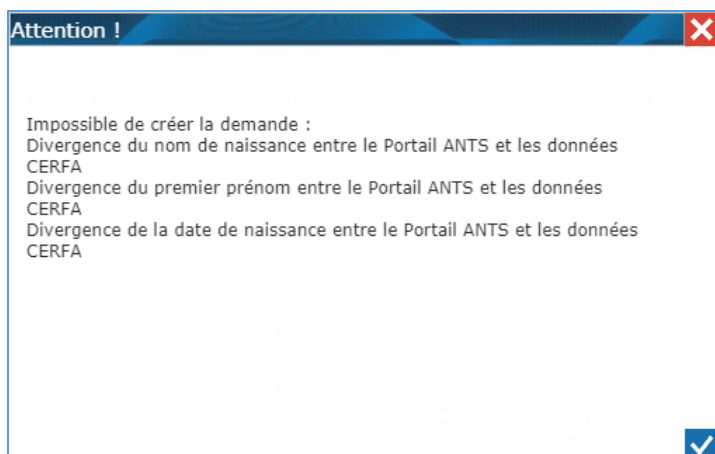 Attention !
Impossible de créer la demande :
Divergence du nom de naissance entre le Portail ANTS et les données
CERFA
Divergence du premier prénom entre le Portail ANTS et les données
CERFA
Divergence de la date de naissance entre le Portail ANTS et les données
CERFA